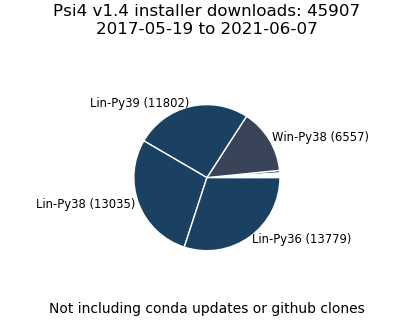 Psi4 v1.4 installer downloads: 45907
2017-05-19 to 2021-06-07
Lin-Py39 (11802)
Win-Py38 (6557)
Lin-Py38 (13035)
Lin-Py36 (13779)
Not including conda updates or github clones